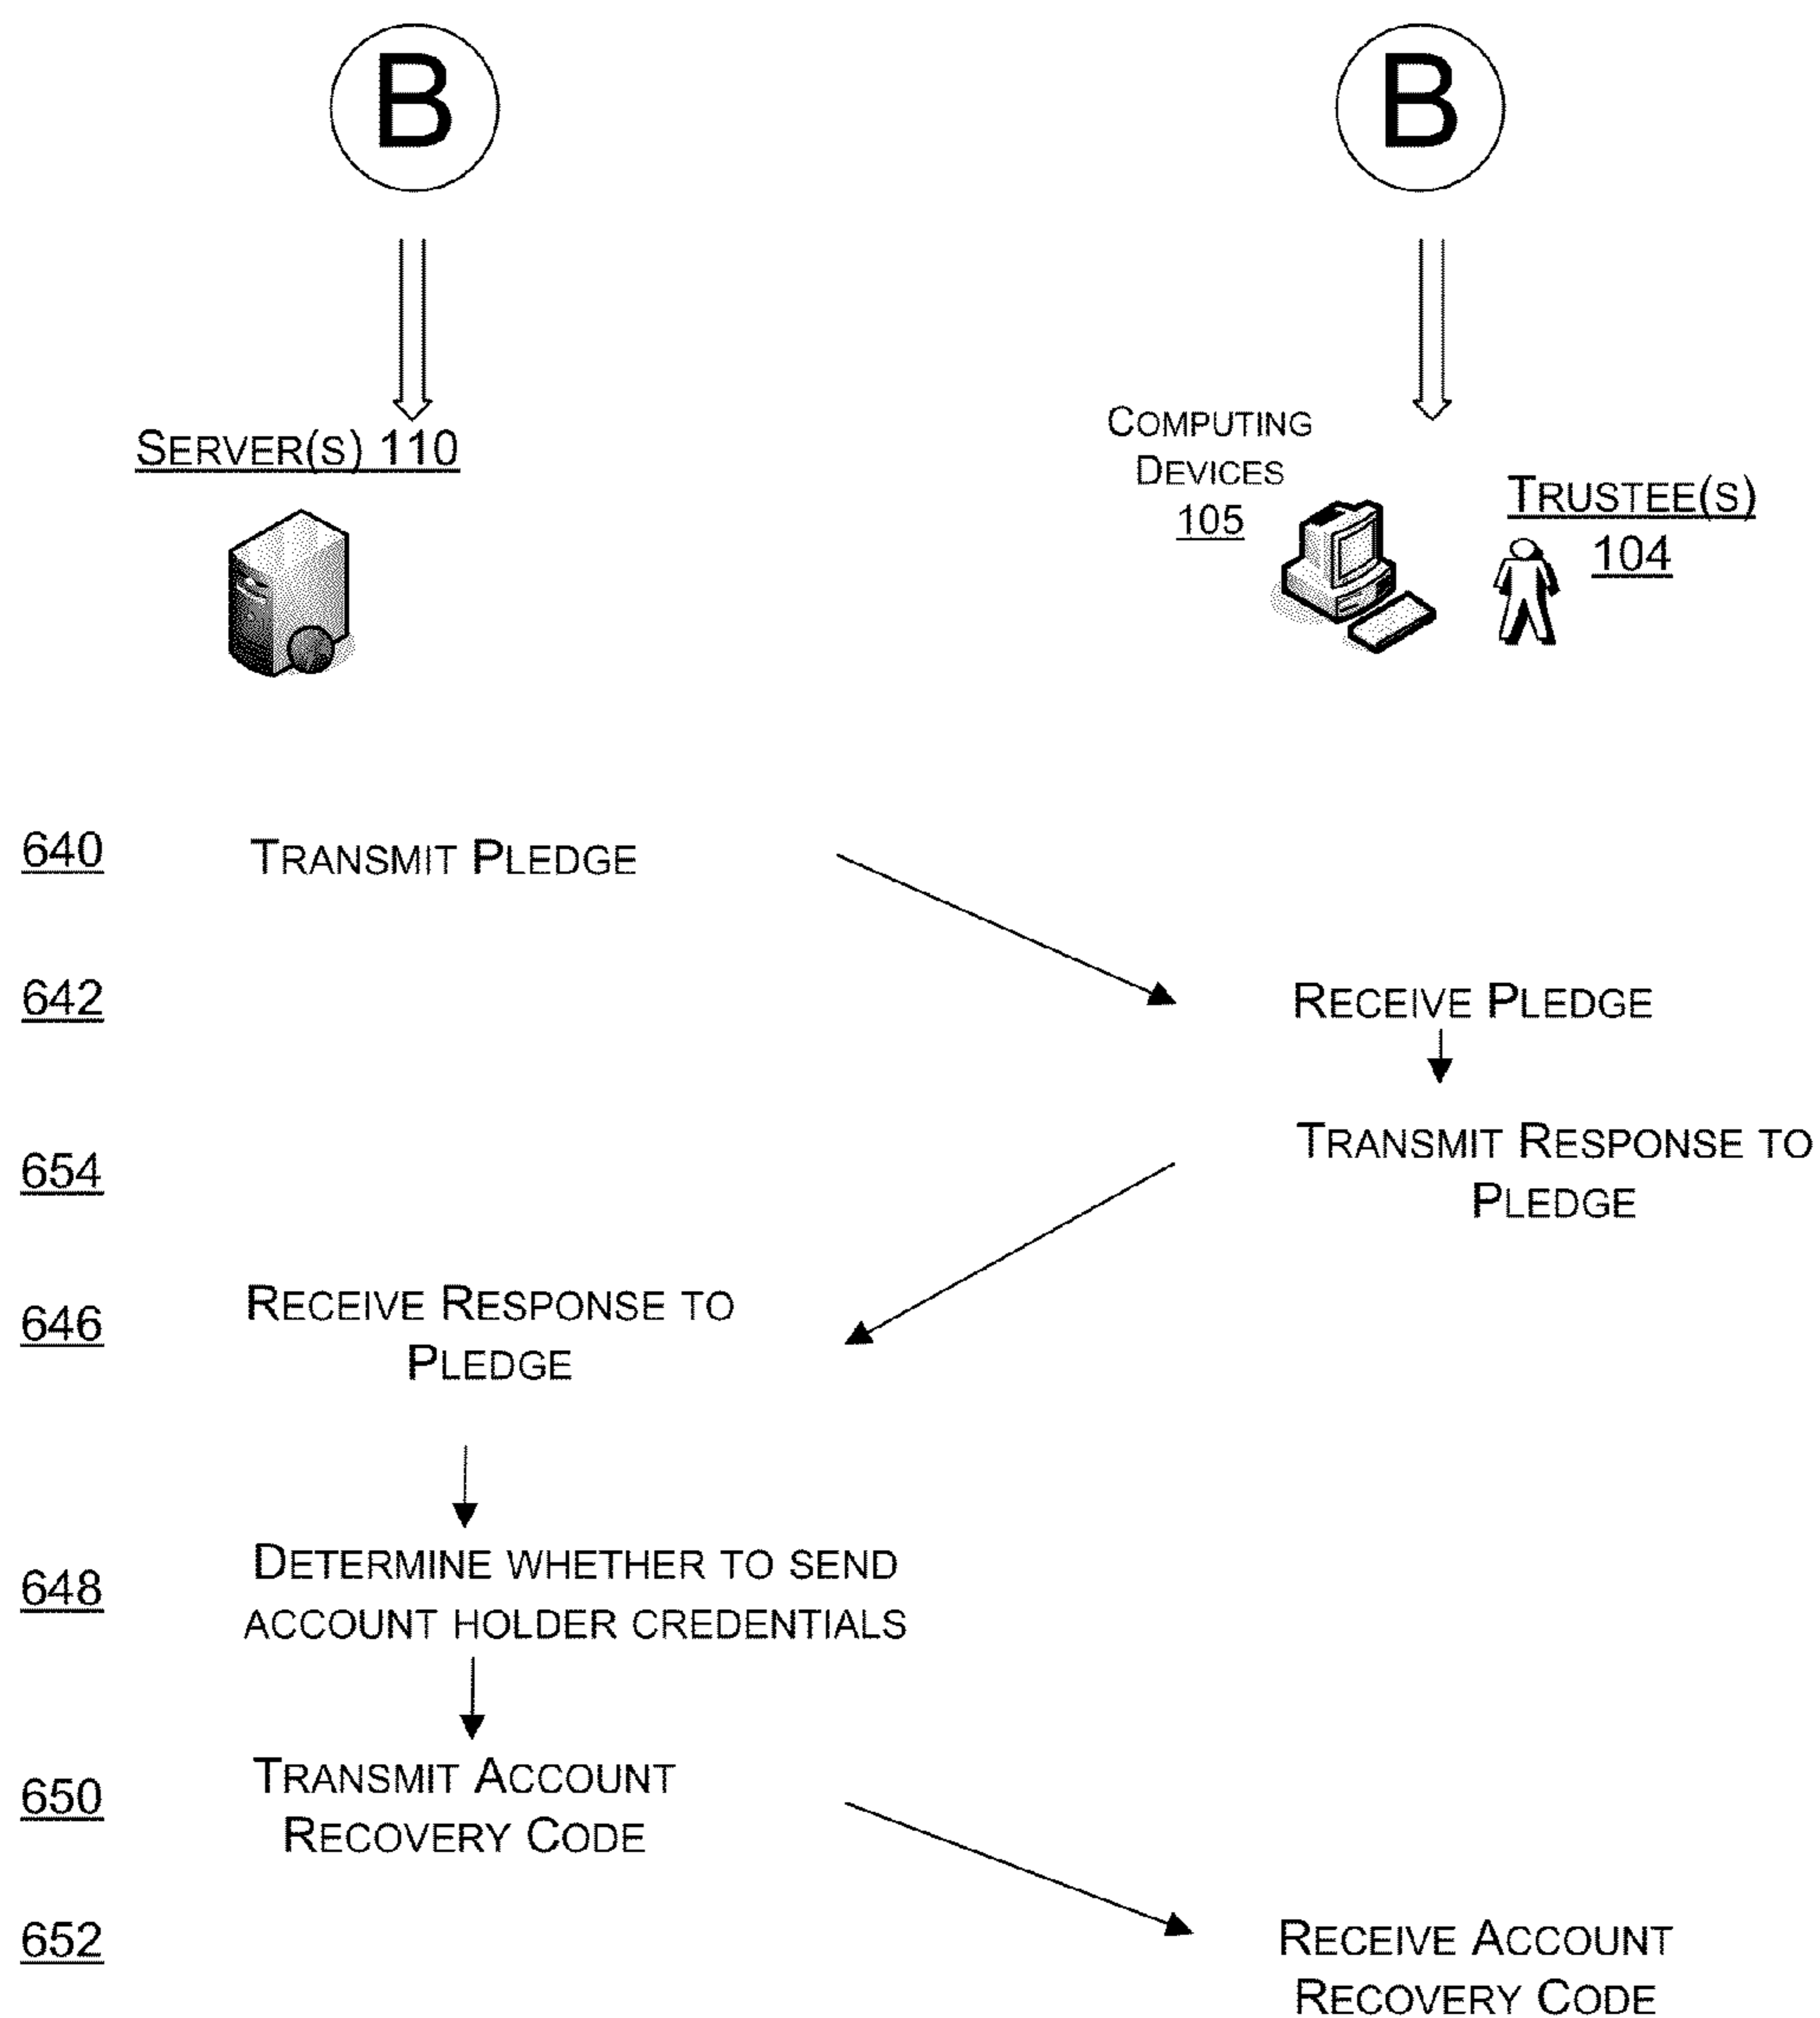 B
B
SERVER(S) 110
COMPUTING
DEVICES
105
TRUSTEE(S)
104
640
TRANSMIT PLEDGE
642
RECEIVE PLEDGE
654
TRANSMIT RESPONSE TO
PLEDGE
646
RECEIVE RESPONSE TO
PLEDGE
648
DETERMINE WHETHER TO SEND
ACCOUNT HOLDER CREDENTIALS
650
TRANSMIT ACCOUNT
RECOVERY CODE
652
RECEIVE ACCOUNT
RECOVERY CODE